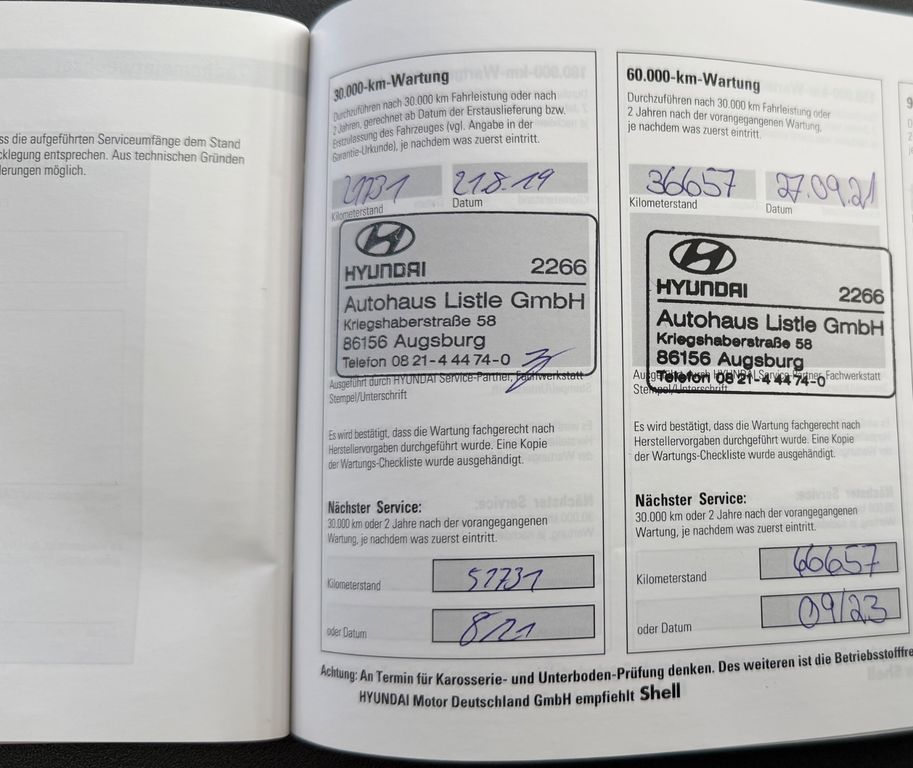 ss die aufgeführten Serviceumfänge dem Stand
cklegung entsprechen. Aus technischen Gründen
lerungen möglich.
30.000-km-Wartung
Durchzuführen nach 30.000 km Fahrleistung oder nach
2 Jahren, gerechnet ab Datum der Erstauslieferung bzw.
Erstzulassung des Fahrzeuges (vgl. Angabe in der
Garantie-Urkunde), je nachdem was zuerst eintritt.
21731 21.8.19
Kilometerstand Datum
HYUNDAI 2266
Autohaus Listle GmbH
Kriegshaberstraße 58
86156 Augsburg
Telefon 08 21-4 44 74-0
Ausgeführt durch HYUNDAI Service-Partner, Fachwerkstatt
Stempel/Unterschrift
Es wird bestätigt, dass die Wartung fachgerecht nach
Herstellervorgaben durchgeführt wurde. Eine Kopie
der Wartungs-Checkliste wurde ausgehändigt.
Nächster Service:
30.000 km oder 2 Jahre nach der vorangegangenen
Wartung, je nachdem was zuerst eintritt.
Kilometerstand 51731
oder Datum 8/21
60.000-km-Wartung
Durchzuführen nach 30.000 km Fahrleistung oder
2 Jahren nach der vorangegangenen Wartung,
je nachdem was zuerst eintritt.
36657 27.09.21
Kilometerstand Datum
HYUNDAI 2266
Autohaus Listle GmbH
Kriegshaberstraße 58
86156 Augsburg
Telefon 08 21-4 44 74-0
Ausgeführt durch HYUNDAI Service-Partner, Fachwerkstatt
Stempel/Unterschrift
Es wird bestätigt, dass die Wartung fachgerecht nach
Herstellervorgaben durchgeführt wurde. Eine Kopie
der Wartungs-Checkliste wurde ausgehändigt.
Nächster Service:
30.000 km oder 2 Jahre nach der vorangegangenen
Wartung, je nachdem was zuerst eintritt.
Kilometerstand 66657
oder Datum 09/23
Achtung: An Termin für Karosserie- und Unterboden-Prüfung denken. Des weiteren ist die Betriebsstofffre
HYUNDAI Motor Deutschland GmbH empfiehlt Shell